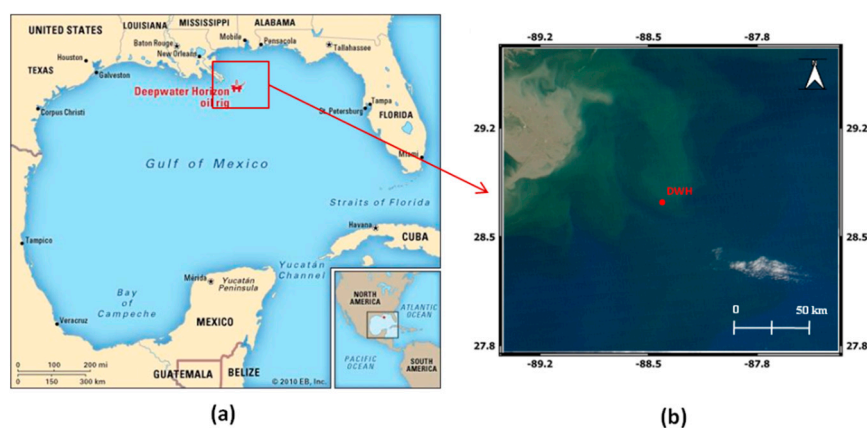 UNITED STATES
LOUISIANA
MISSISSIPPI
ALABAMA
Baton Rouge
Mobile
Pensacola
Tallahassee
New Orleans
Houston
TEXAS
Galveston
Deepwater Horizon
oil rig
Corpus Christi
Tampa
St. Petersburg
FLORIDA
Miami
Gulf of Mexico
Straits of Florida
Havana
CUBA
Tampico
Yucatán
Channel
Mérida
Yucatán
Peninsula
Bay
of
Campeche
Veracruz
MEXICO
NORTH
AMERICA
ATLANTIC
OCEAN
PACIFIC
OCEAN
SOUTH
AMERICA
0 100 200 mi
0 150 300 km
GUATEMALA
BELIZE
© 2010 EB, Inc.
(a)
-89.2 -88.5 -87.8
29.2 29.2
DWH
28.5 28.5
0 50 km
27.8 27.8
-89.2 -88.5 -87.8
(b)